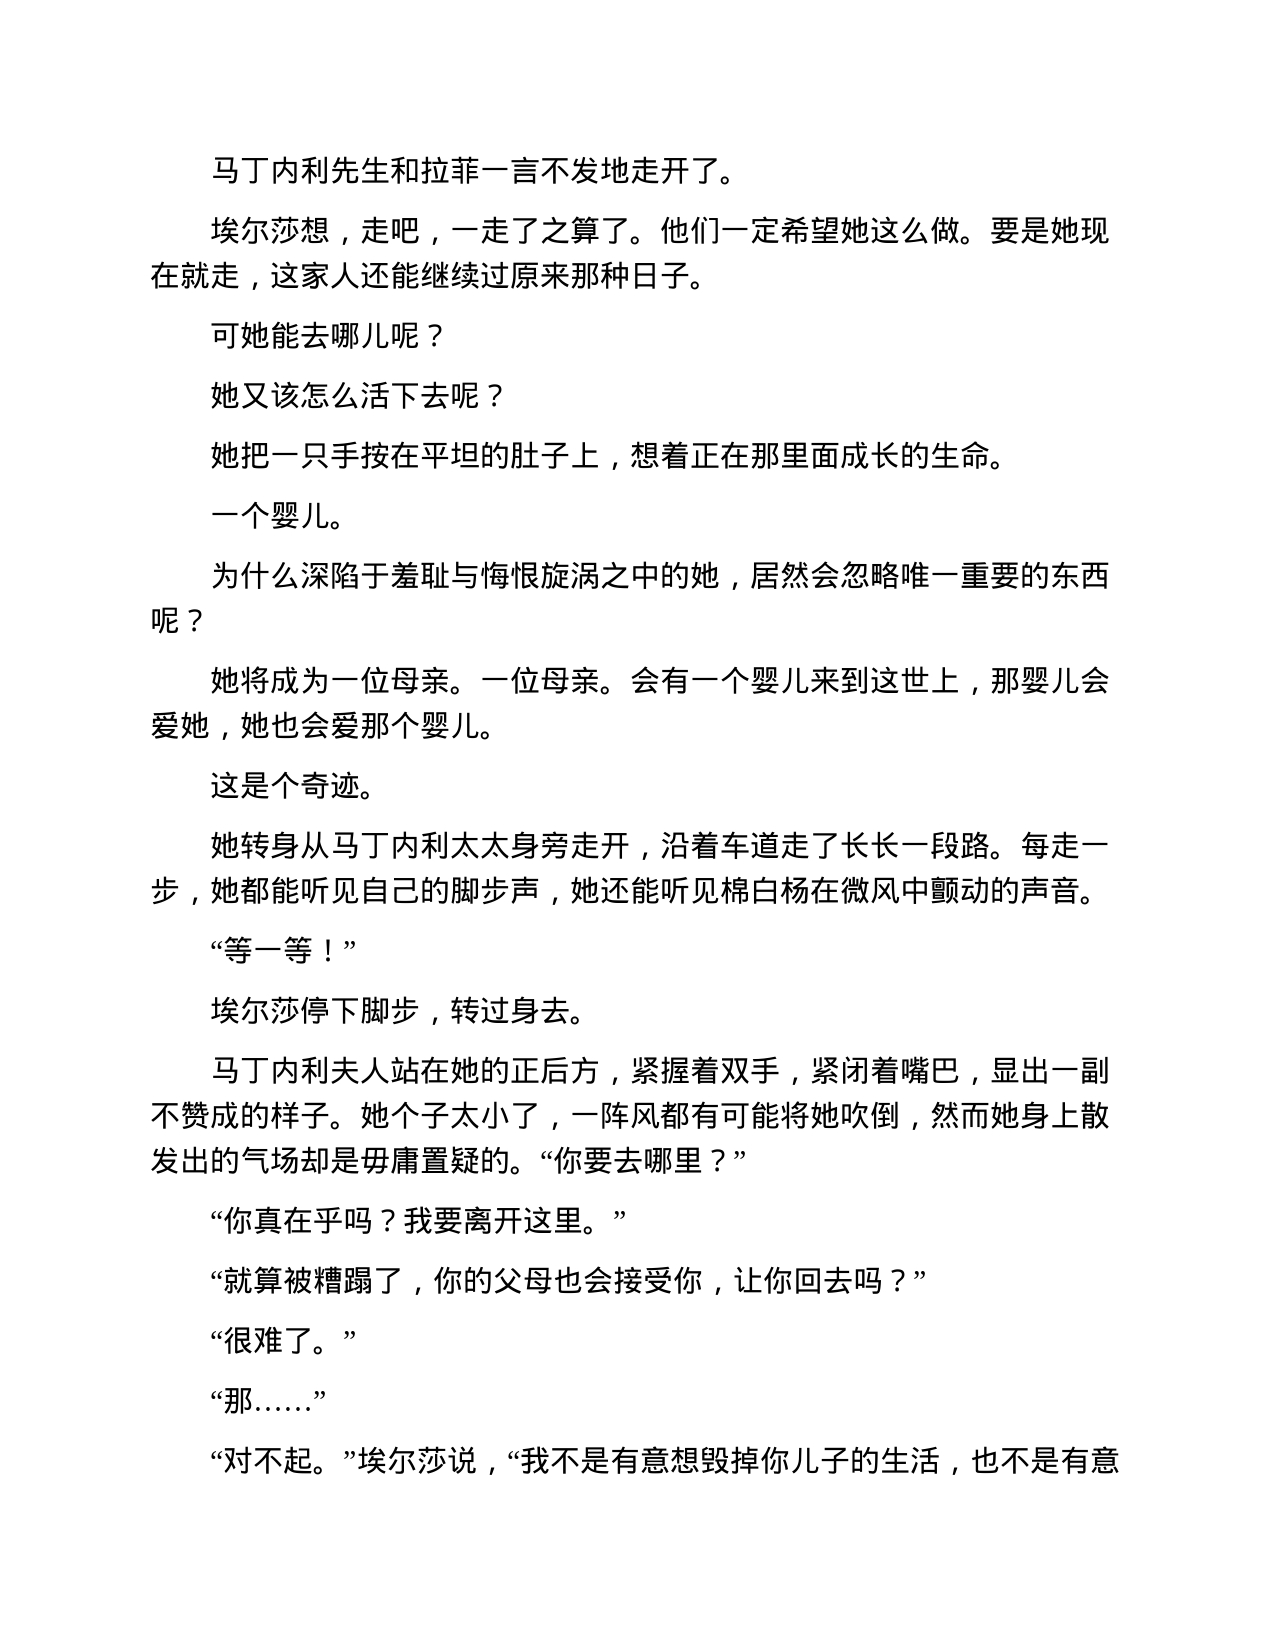 马丁内利先生和拉菲一言不发地走开了。
埃尔莎想，走吧，一走了之算了。他们一定希望她这么做。要是她现
在就走，这家人还能继续过原来那种日子。
可她能去哪儿呢？
她又该怎么活下去呢？
她把一只手按在平坦的肚子上，想着正在那里面成长的生命。
一个婴儿。
为什么深陷于羞耻与悔恨旋涡之中的她，居然会忽略唯一重要的东西
呢？
她将成为一位母亲。一位母亲。会有一个婴儿来到这世上，那婴儿会
爱她，她也会爱那个婴儿。
这是个奇迹。
她转身从马丁内利太太身旁走开，沿着车道走了长长一段路。每走一
步，她都能听见自己的脚步声，她还能听见棉白杨在微风中颤动的声音。
“等一等！”
埃尔莎停下脚步，转过身去。
马丁内利夫人站在她的正后方，紧握着双手，紧闭着嘴巴，显出一副
不赞成的样子。她个子太小了，一阵风都有可能将她吹倒，然而她身上散
发出的气场却是毋庸置疑的。“你要去哪里？”
“你真在乎吗？我要离开这里。”
“就算被糟蹋了，你的父母也会接受你，让你回去吗？”
“很难了。”
“那……”
“对不起。”埃尔莎说，“我不是有意想毁掉你儿子的生活，也不是有意